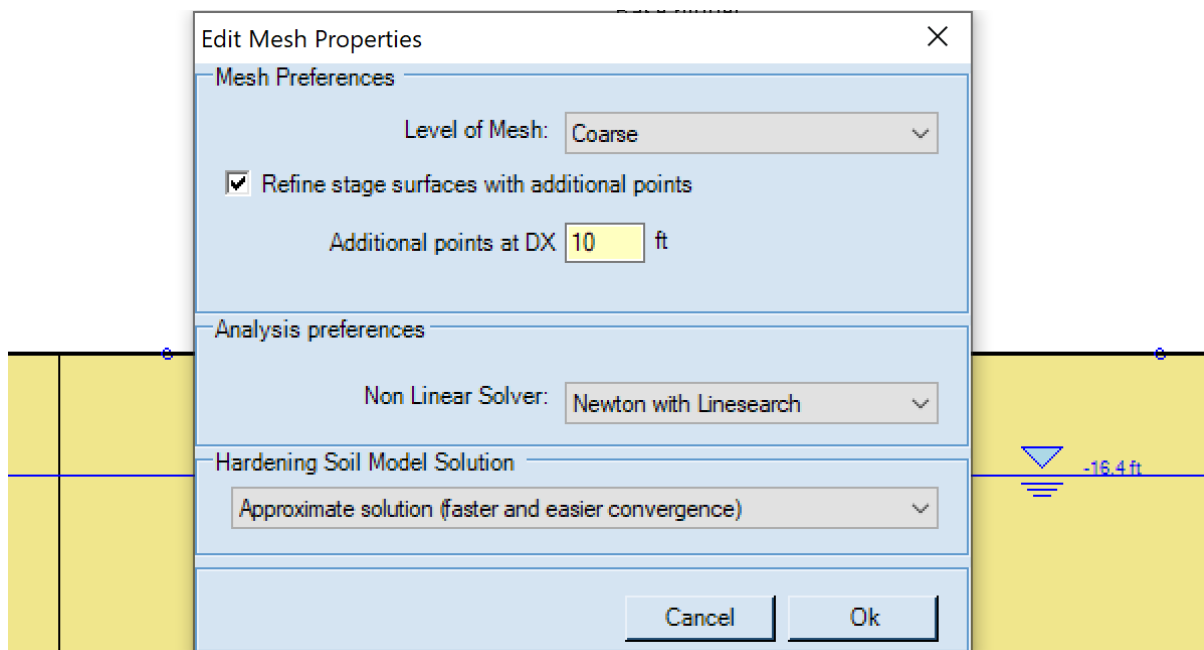 Edit Mesh Properties
Mesh Preferences
Level of Mesh: Coarse
Refine stage surfaces with additional points
Additional points at DX 10 ft
Analysis preferences
Non Linear Solver: Newton with Linesearch
Hardening Soil Model Solution
-16.4 ft
Approximate solution (faster and easier convergence)
Cancel Ok